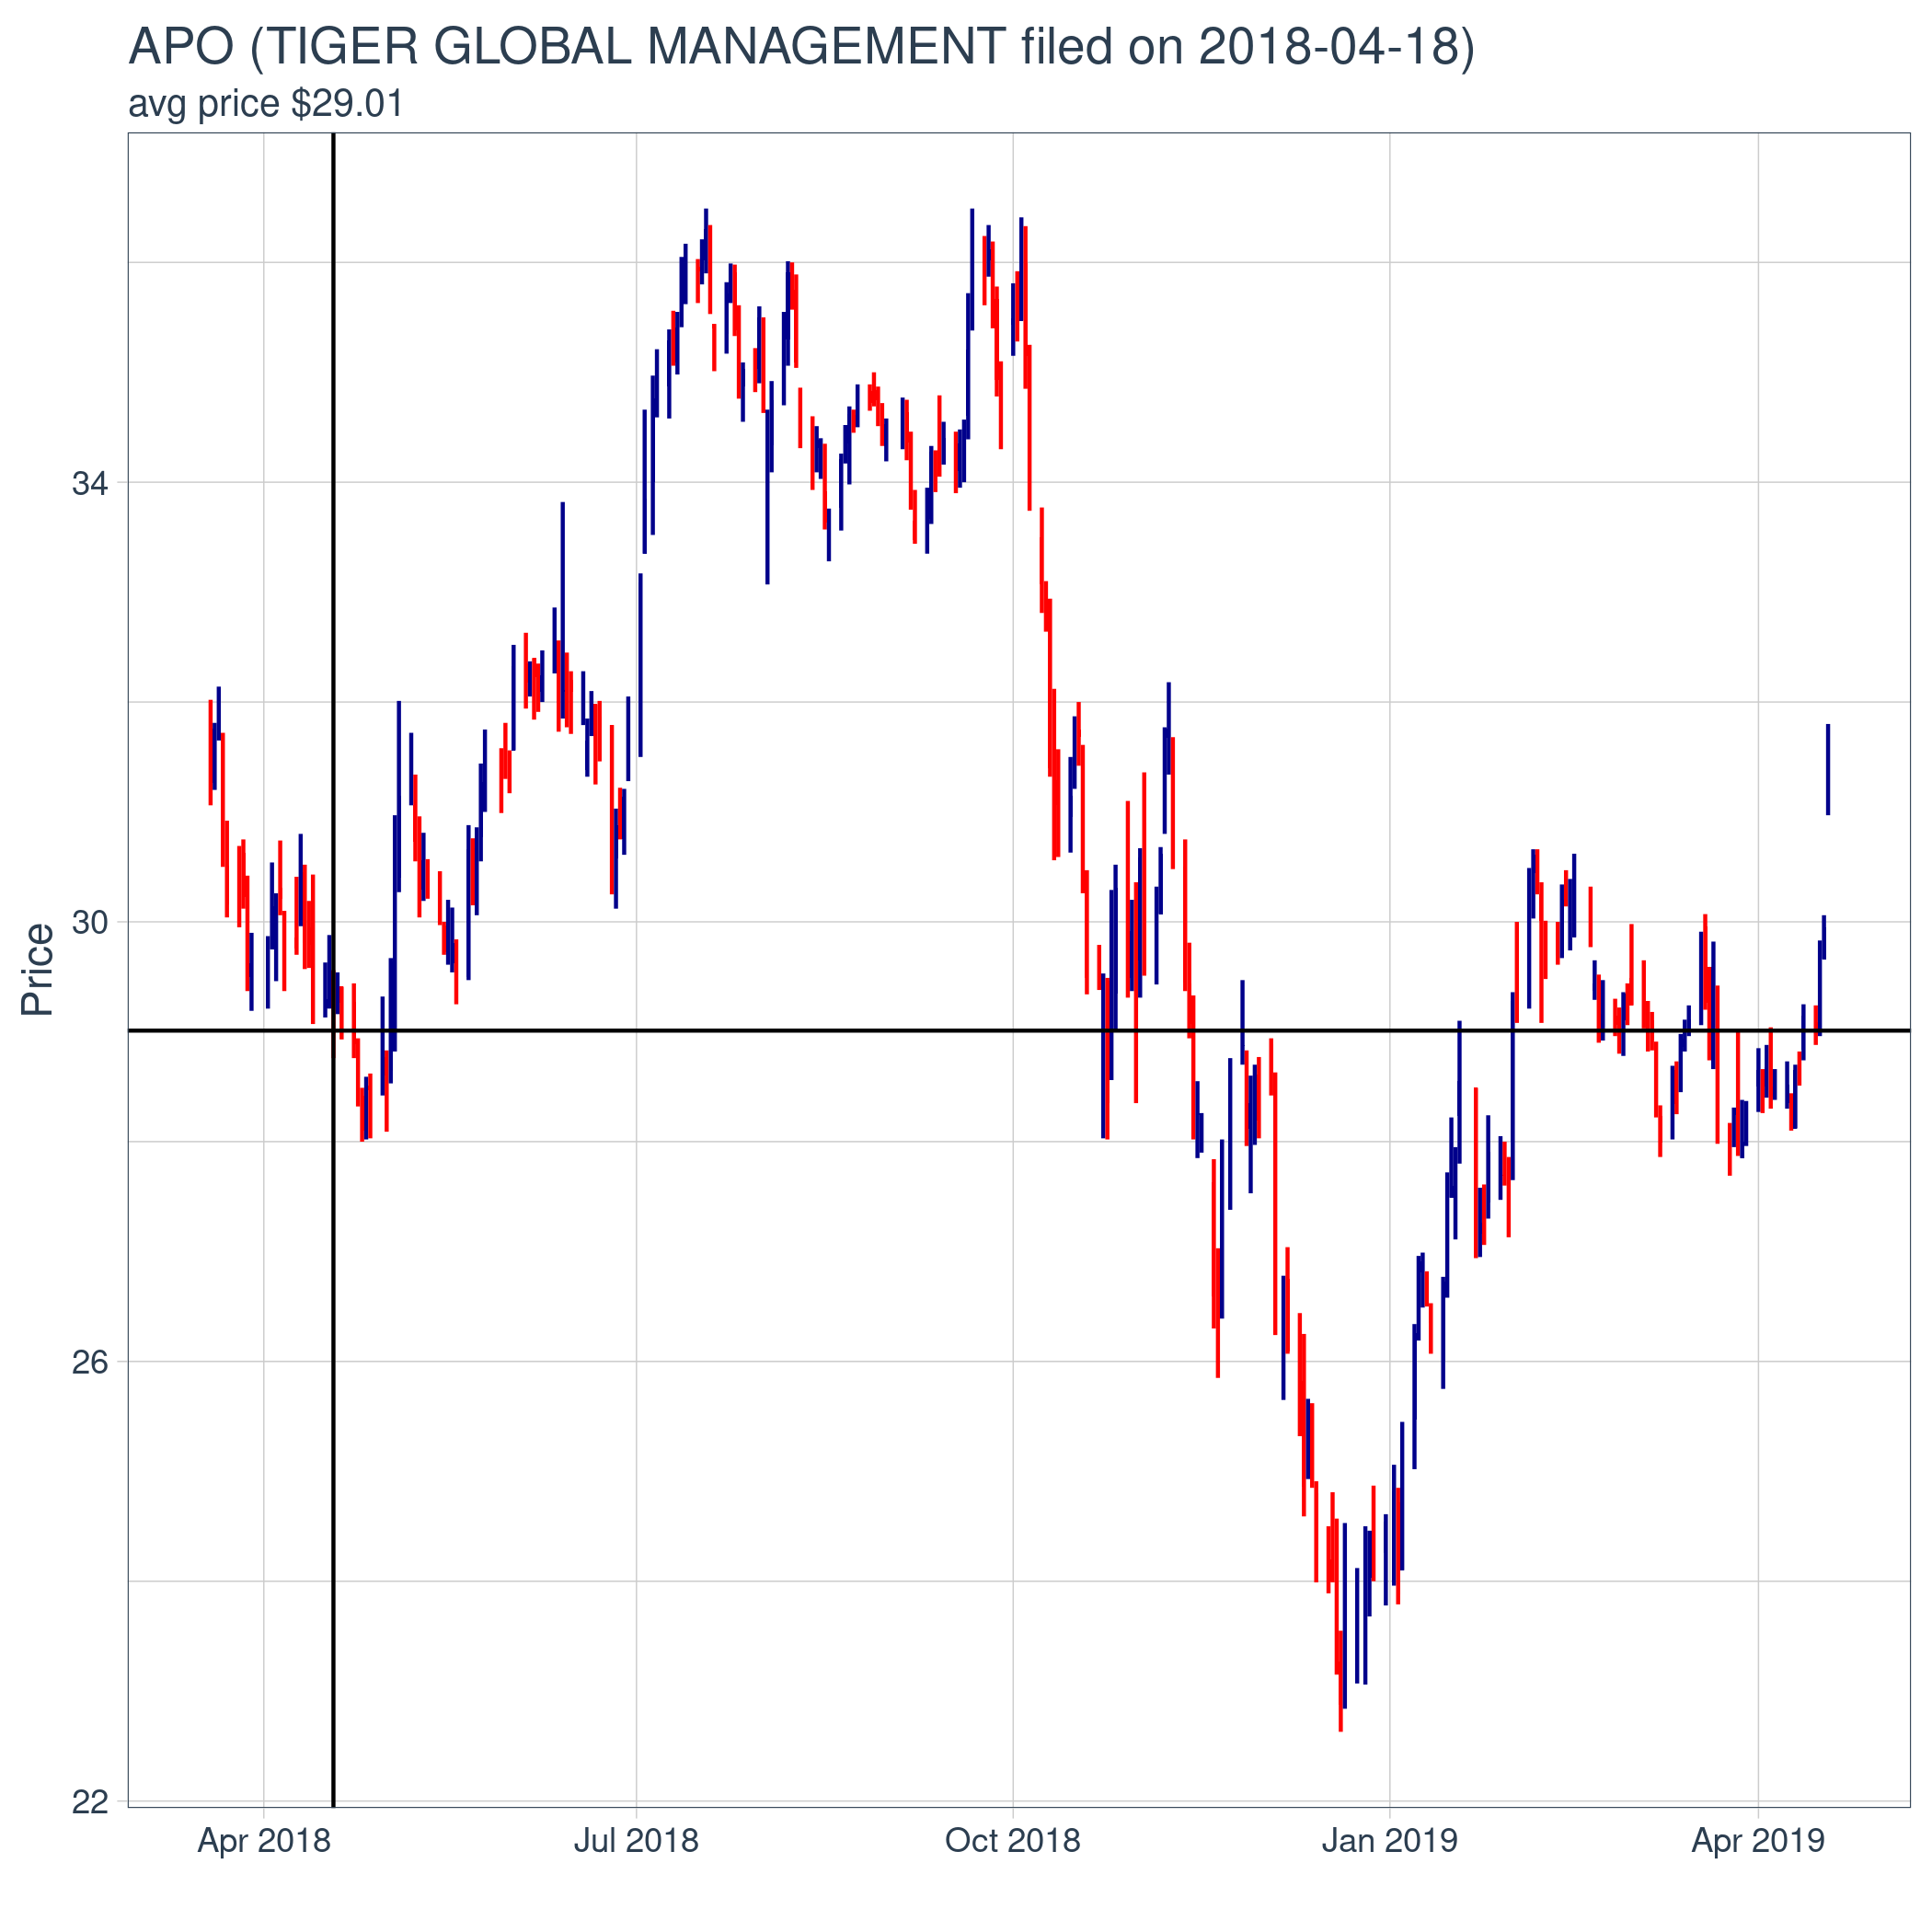 APO (TIGER GLOBAL MANAGEMENT filed on 2018-04-18)
avg price $29.01
Price
34
30
26
22
Apr 2018
Jul 2018
Oct 2018
Jan 2019
Apr 2019